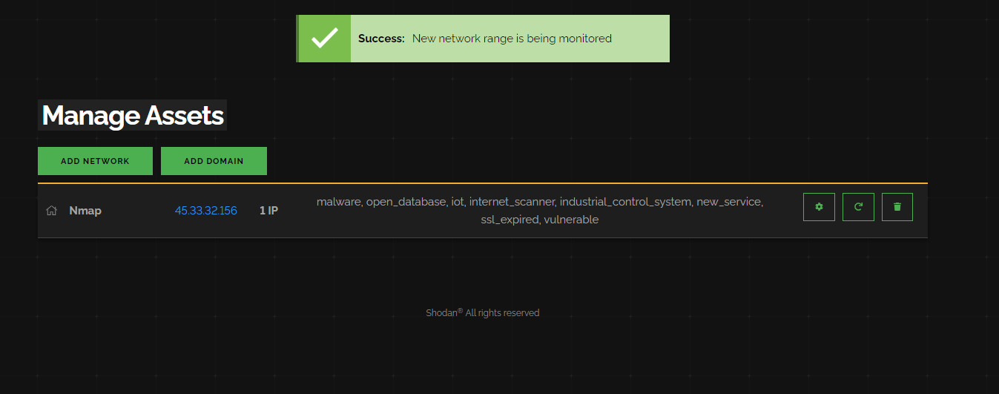 Success: New network range is being monitored
Manage Assets
ADD NETWORK ADD DOMAIN
Nmap 45.33.32.156 1 IP malware, open_database, iot, internet_scanner, industrial_control_system, new_service,
ssl_expired, vulnerable
Shodan® All rights reserved